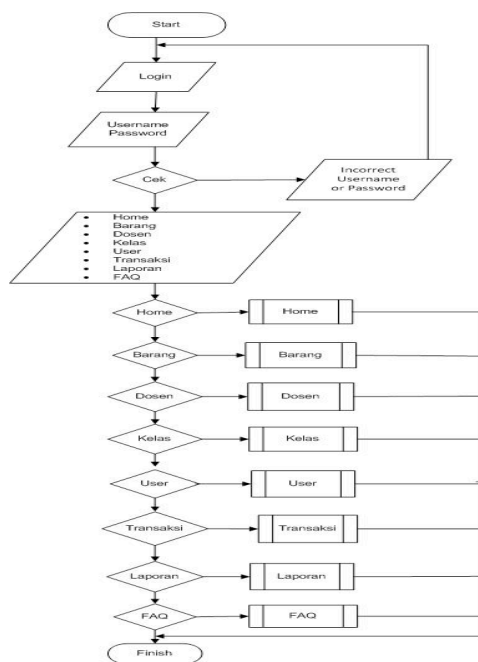 Start
Login
Username
Password
Cek
Incorrect
Username
or Password
• Home
• Barang
• Dosen
• Kelas
• User
• Transaksi
• Laporan
• FAQ
Home
Home
Barang
Barang
Dosen
Dosen
Kelas
Kelas
User
User
Transaksi
Transaksi
Laporan
Laporan
FAQ
FAQ
Finish